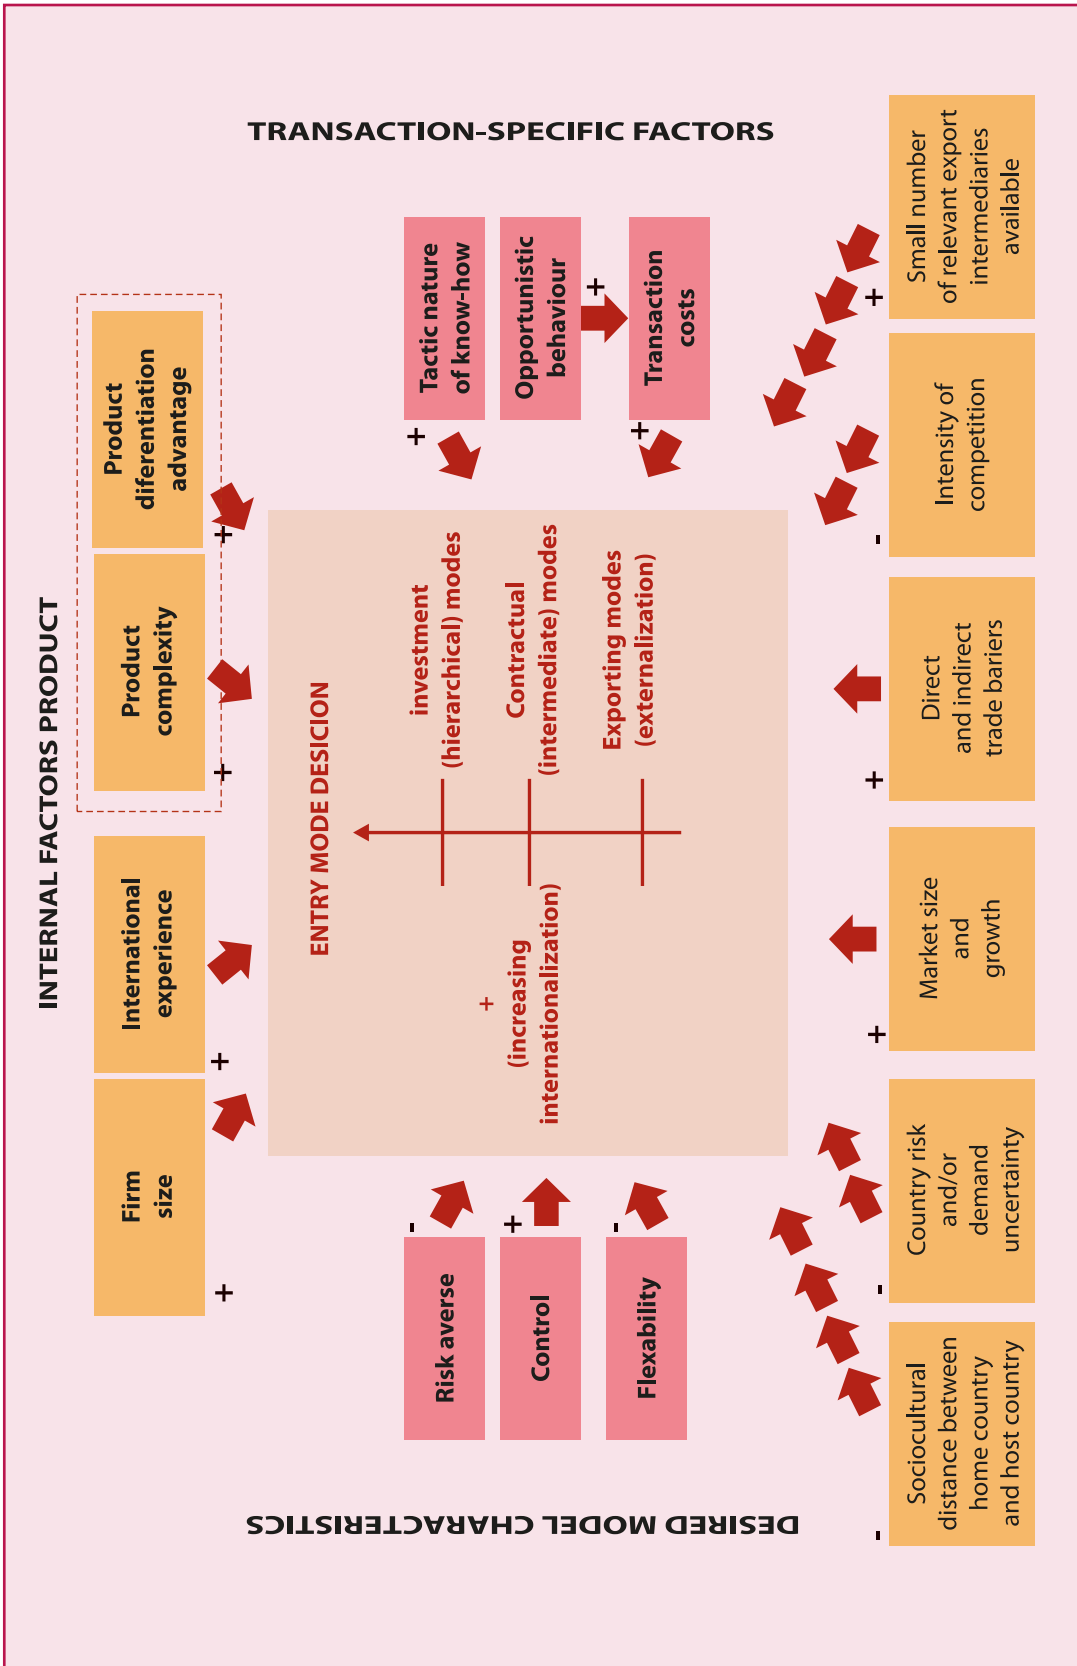 INTERNAL FACTORS PRODUCT
Firm
size
+
International
experience
+
Product
complexity
+
Product
diferentiation
advantage
+
DESIRED MODEL CHARACTERISTICS
Risk averse
-
Control
+
Flexability
-
ENTRY MODE DESICION
+
(increasing
internationalization)
investment
(hierarchical) modes
Contractual
(intermediate) modes
Exporting modes
(externalization)
TRANSACTION-SPECIFIC FACTORS
Tactic nature
of know-how
+
Opportunistic
behaviour
+
Transaction
costs
+
Sociocultural
distance between
home country
and host country
-
Country risk
and/or
demand
uncertainty
-
Market size
and
growth
+
Direct
and indirect
trade bariers
+
Intensity of
competition
-
Small number
of relevant export
intermediaries
available
+